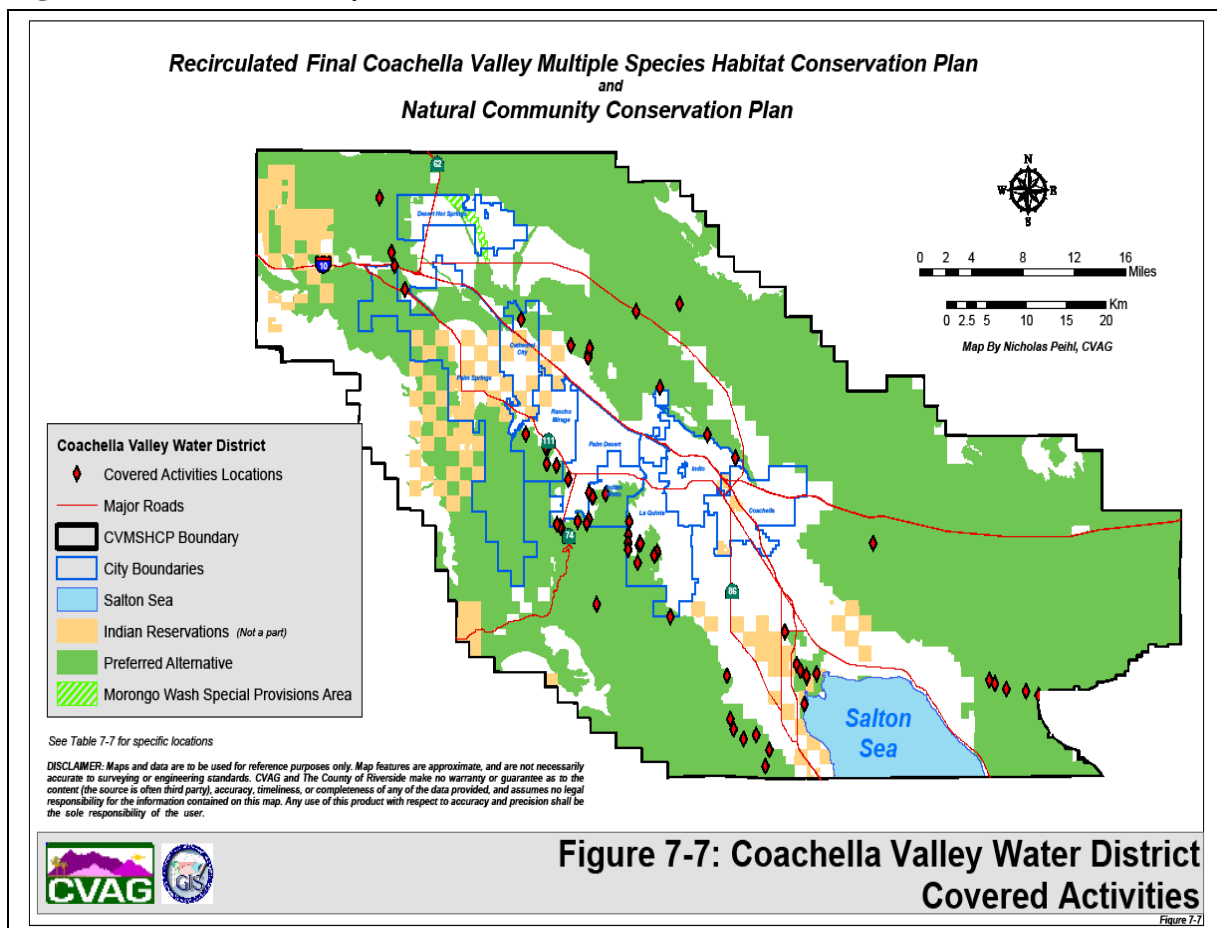 Recirculated Final Coachella Valley Multiple Species Habitat Conservation Plan
and
Natural Community Conservation Plan
62
Desert Hot Springs
N
W E
S
10
0 2 4 8 12 16
Miles
Km
0 2.5 5 10 15 20
Map By Nicholas Peihl, CVAG
Cathedral
City
Palm Springs
Rancho
Mirage
111
Palm Desert
Indio
La Quinta
Coachella
74
86
Salton
Sea
Coachella Valley Water District
Covered Activities Locations
Major Roads
CVMSHCP Boundary
City Boundaries
Salton Sea
Indian Reservations (Not a part)
Preferred Alternative
Morongo Wash Special Provisions Area
See Table 7-7 for specific locations
DISCLAIMER: Maps and data are to be used for reference purposes only. Map features are approximate, and are not necessarily
accurate to surveying or engineering standards. CVAG and The County of Riverside make no warranty or guarantee as to the
content (the source is often third party), accuracy, timeliness, or completeness of any of the data provided, and assumes no legal
responsibility for the information contained on this map. Any use of this product with respect to accuracy and precision shall be
the sole responsibility of the user.
CVAG
GIS
Figure 7-7: Coachella Valley Water District
Covered Activities
Figure 7-7